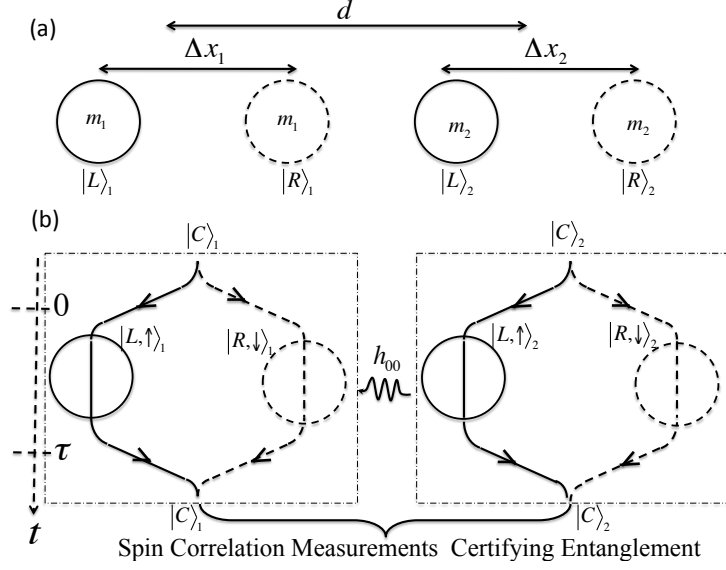 (a) d
Δx₁ Δx₂
m₁ m₁ m₂ m₂
|L⟩₁ |R⟩₁ |L⟩₂ |R⟩₂
(b) |C⟩₁ |C⟩₂
0
|L,↑⟩₁ |R,↓⟩₁ |L,↑⟩₂ |R,↓⟩₂
h₀₀
τ
|C⟩₁ |C⟩₂
t
Spin Correlation Measurements Certifying Entanglement